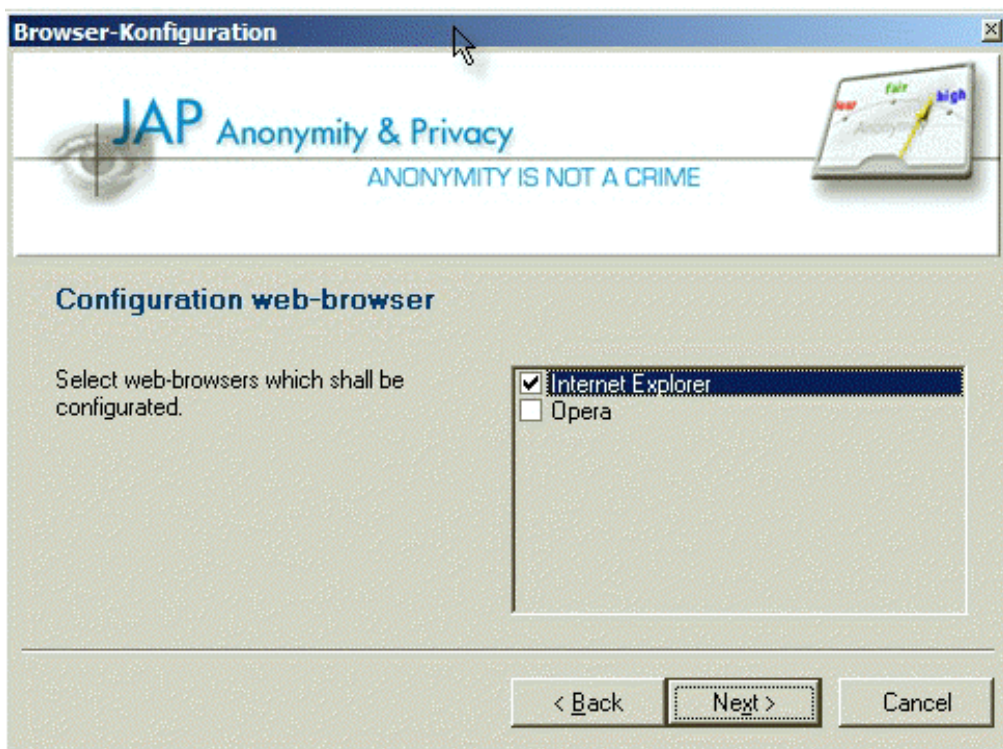 Browser-Konfiguration
JAP Anonymity & Privacy
ANONYMITY IS NOT A CRIME
low fair high
Configuration web-browser
Select web-browsers which shall be
configurated.
Internet Explorer
Opera
< Back Next > Cancel